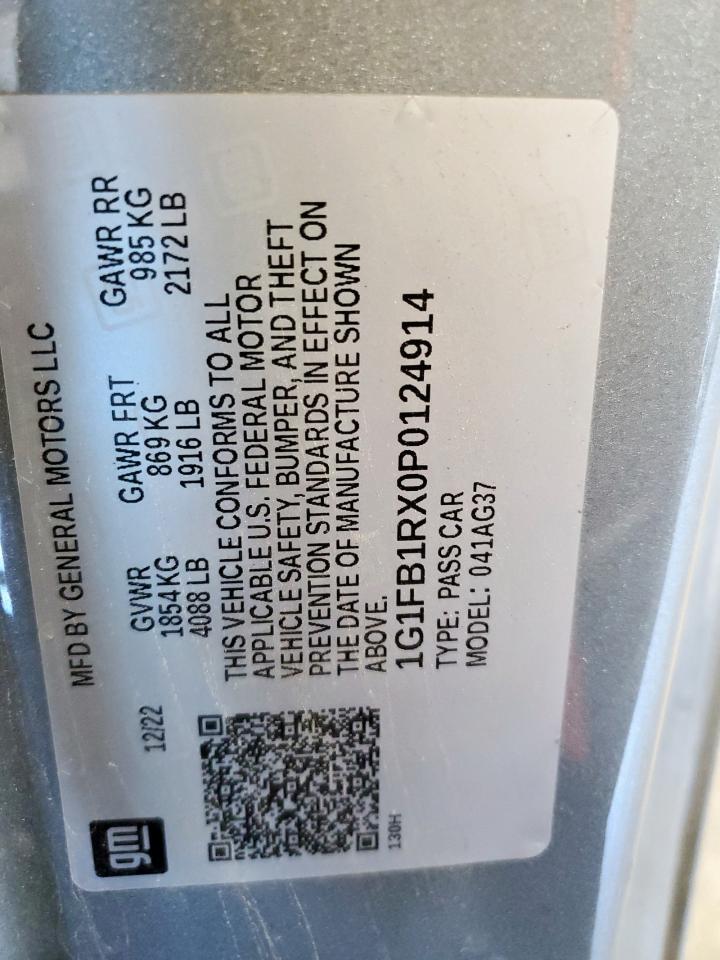 gm
MFD BY GENERAL MOTORS LLC
12/22
GVWR GAWR FRT GAWR RR
1854 KG 869 KG 985 KG
4088 LB 1916 LB 2172 LB
THIS VEHICLE CONFORMS TO ALL
APPLICABLE U.S. FEDERAL MOTOR
VEHICLE SAFETY, BUMPER, AND THEFT
PREVENTION STANDARDS IN EFFECT ON
THE DATE OF MANUFACTURE SHOWN
ABOVE.
1G1FB1RX0P0124914
TYPE: PASS CAR
MODEL: 041AG37
130H